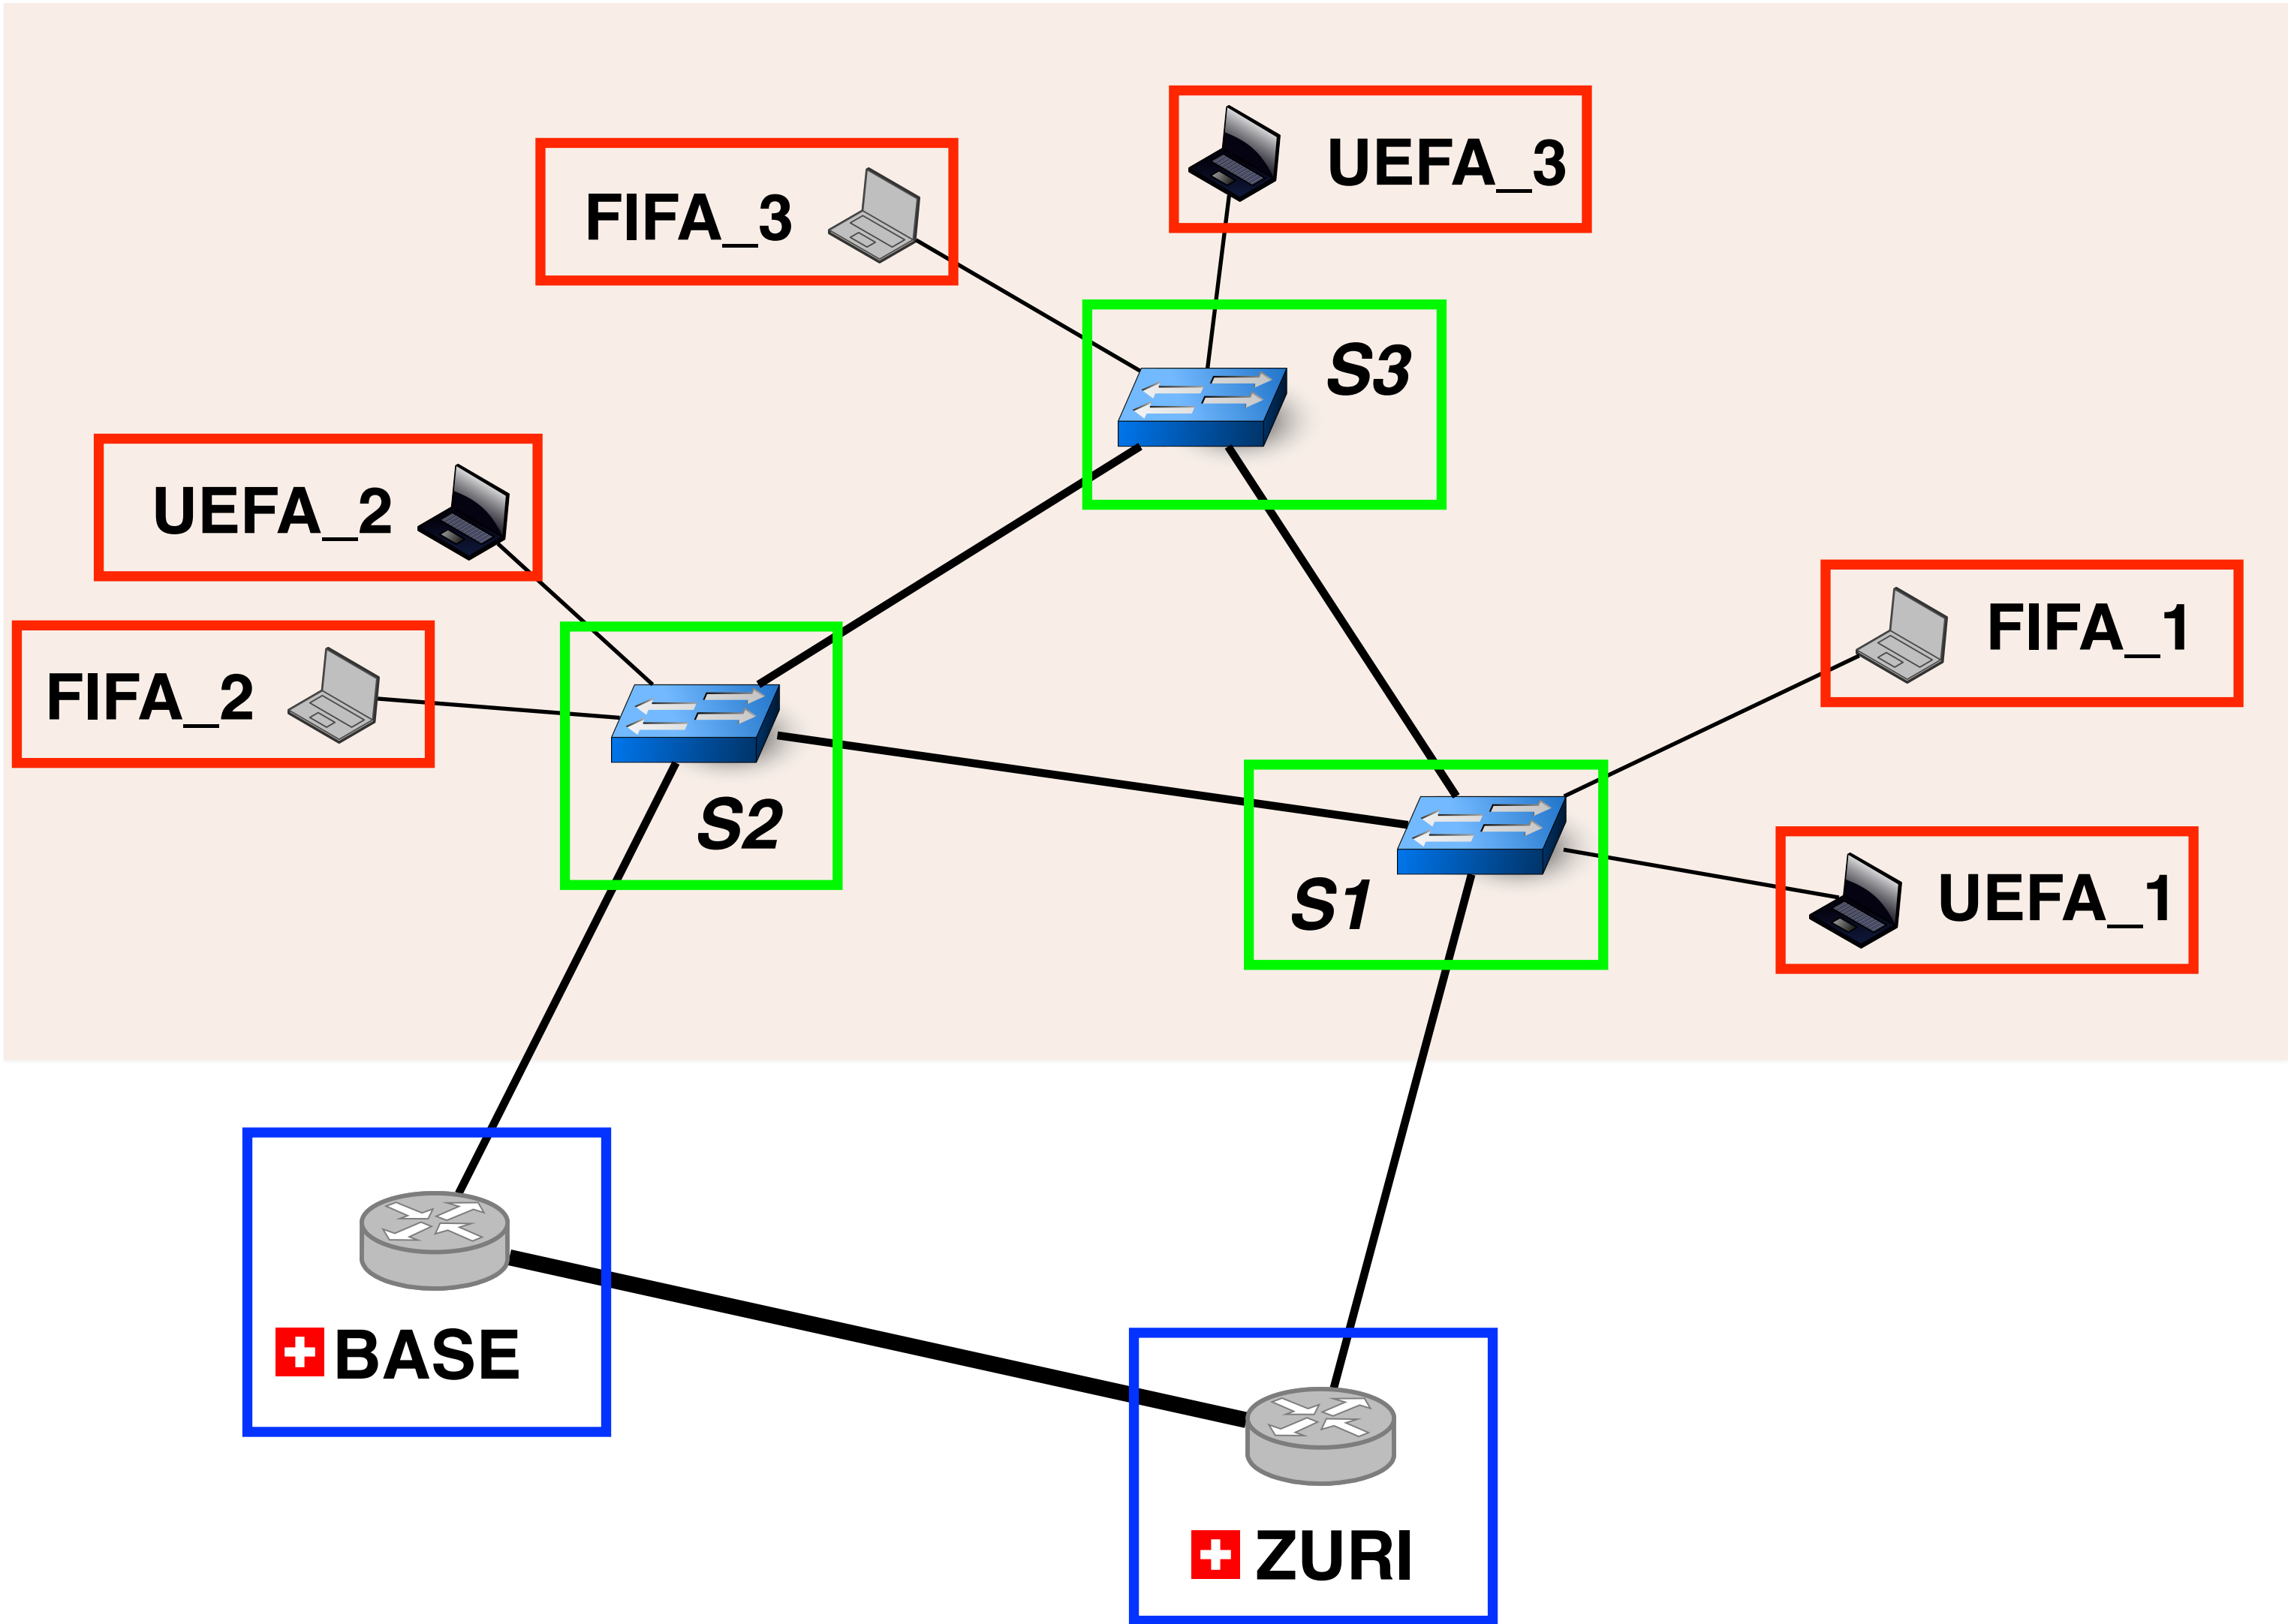 UEFA_3
FIFA_3
S3
UEFA_2
FIFA_1
FIFA_2
S2
UEFA_1
S1
BASE
ZURI